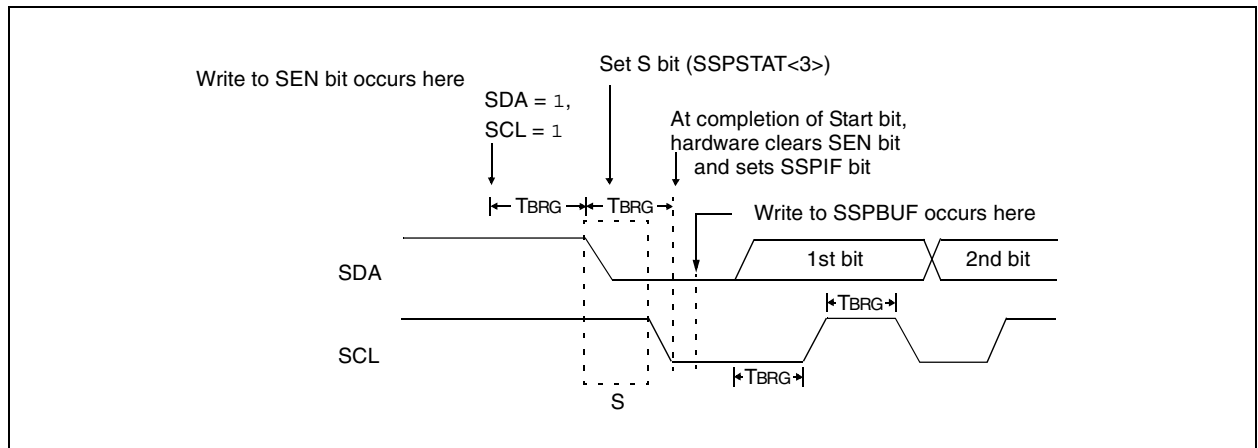 Write to SEN bit occurs here
SDA = 1,
SCL = 1
Set S bit (SSPSTAT<3>)
At completion of Start bit,
hardware clears SEN bit
and sets SSPIF bit
TBRG
TBRG
Write to SSPBUF occurs here
SDA
1st bit
2nd bit
TBRG
SCL
TBRG
S